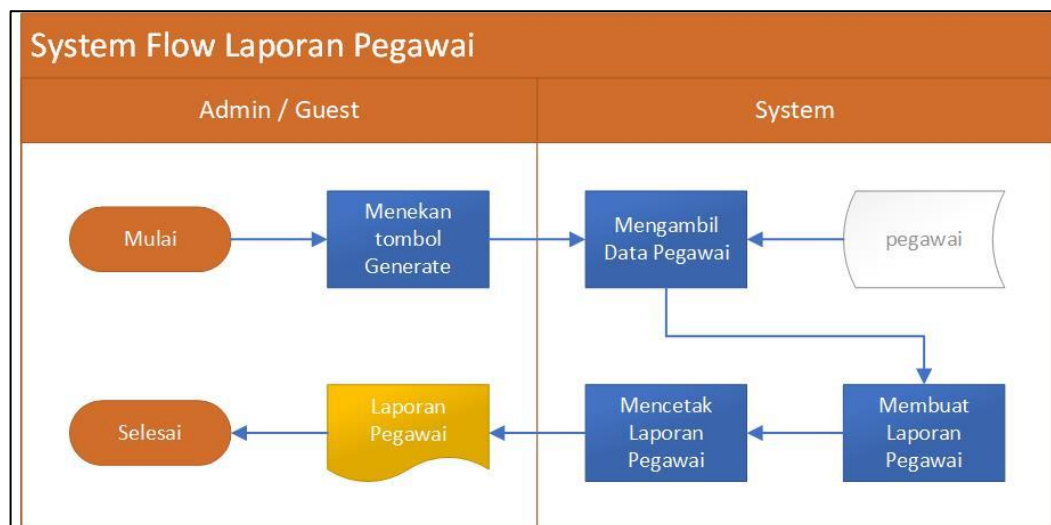 System Flow Laporan Pegawai
Admin / Guest
System
Mulai
Menekan
tombol
Generate
Mengambil
Data Pegawai
pegawai
Selesai
Laporan
Pegawai
Mencetak
Laporan
Pegawai
Membuat
Laporan
Pegawai